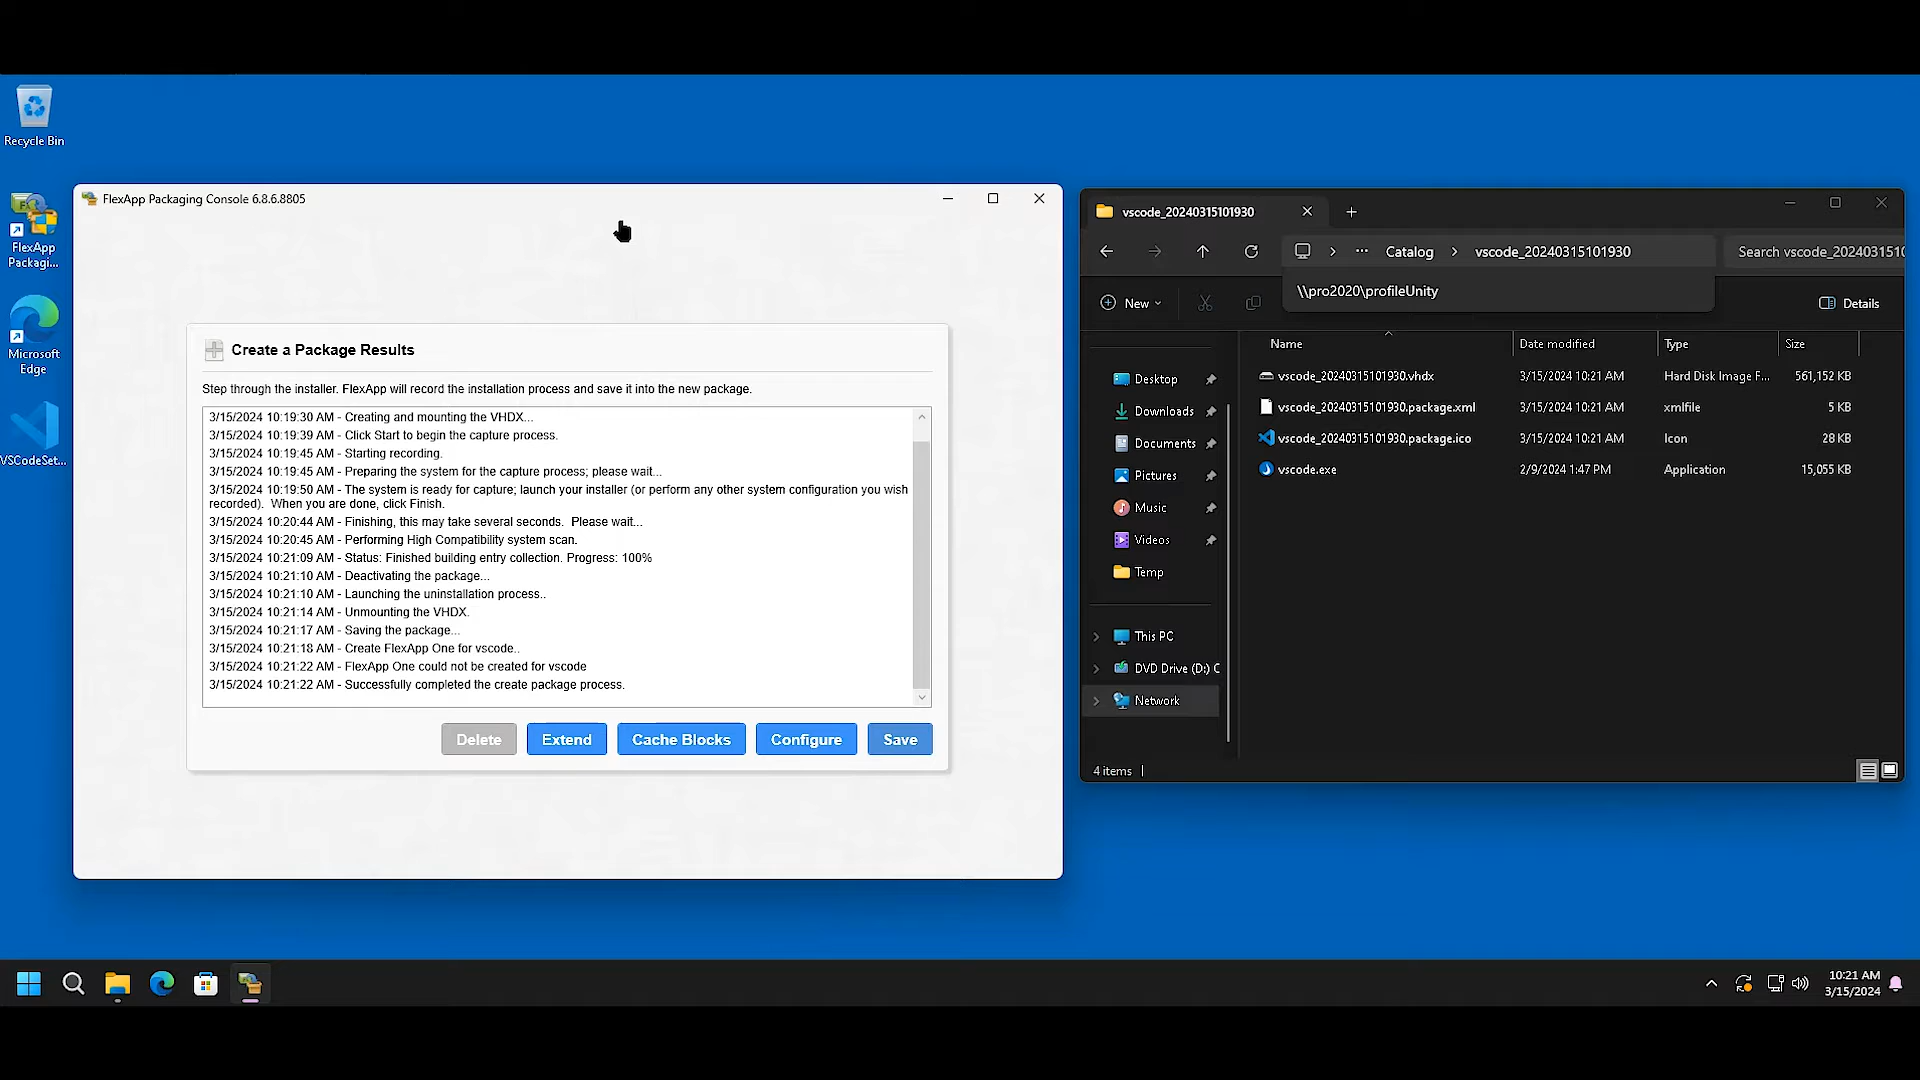 Recycle Bin
FlexApp
Packagi...
Microsoft
Edge
VSCodeSet...
FlexApp Packaging Console 6.8.6.8805
Create a Package Results
Step through the installer. FlexApp will record the installation process and save it into the new package.
3/15/2024 10:19:30 AM - Creating and mounting the VHDX...
3/15/2024 10:19:39 AM - Click Start to begin the capture process.
3/15/2024 10:19:45 AM - Starting recording.
3/15/2024 10:19:45 AM - Preparing the system for the capture process; please wait...
3/15/2024 10:19:50 AM - The system is ready for capture; launch your installer (or perform any other system configuration you wish
recorded).  When you are done, click Finish.
3/15/2024 10:20:44 AM - Finishing, this may take several seconds.  Please wait...
3/15/2024 10:20:45 AM - Performing High Compatibility system scan.
3/15/2024 10:21:09 AM - Status: Finished building entry collection. Progress: 100%
3/15/2024 10:21:10 AM - Deactivating the package...
3/15/2024 10:21:10 AM - Launching the uninstallation process..
3/15/2024 10:21:14 AM - Unmounting the VHDX.
3/15/2024 10:21:17 AM - Saving the package...
3/15/2024 10:21:18 AM - Create FlexApp One for vscode..
3/15/2024 10:21:22 AM - FlexApp One could not be created for vscode
3/15/2024 10:21:22 AM - Successfully completed the create package process.
Delete Extend Cache Blocks Configure Save
vscode_20240315101930
... Catalog > vscode_20240315101930 Search vscode_2024031510
\\pro2020\profileUnity
New Details
Name Date modified Type Size
vscode_20240315101930.vhdx 3/15/2024 10:21 AM Hard Disk Image F... 561,152 KB
vscode_20240315101930.package.xml 3/15/2024 10:21 AM xmlfile 5 KB
vscode_20240315101930.package.ico 3/15/2024 10:21 AM Icon 28 KB
vscode.exe 2/9/2024 1:47 PM Application 15,055 KB
Desktop
Downloads
Documents
Pictures
Music
Videos
Temp
This PC
DVD Drive (D:) C
Network
4 items
10:21 AM
3/15/2024